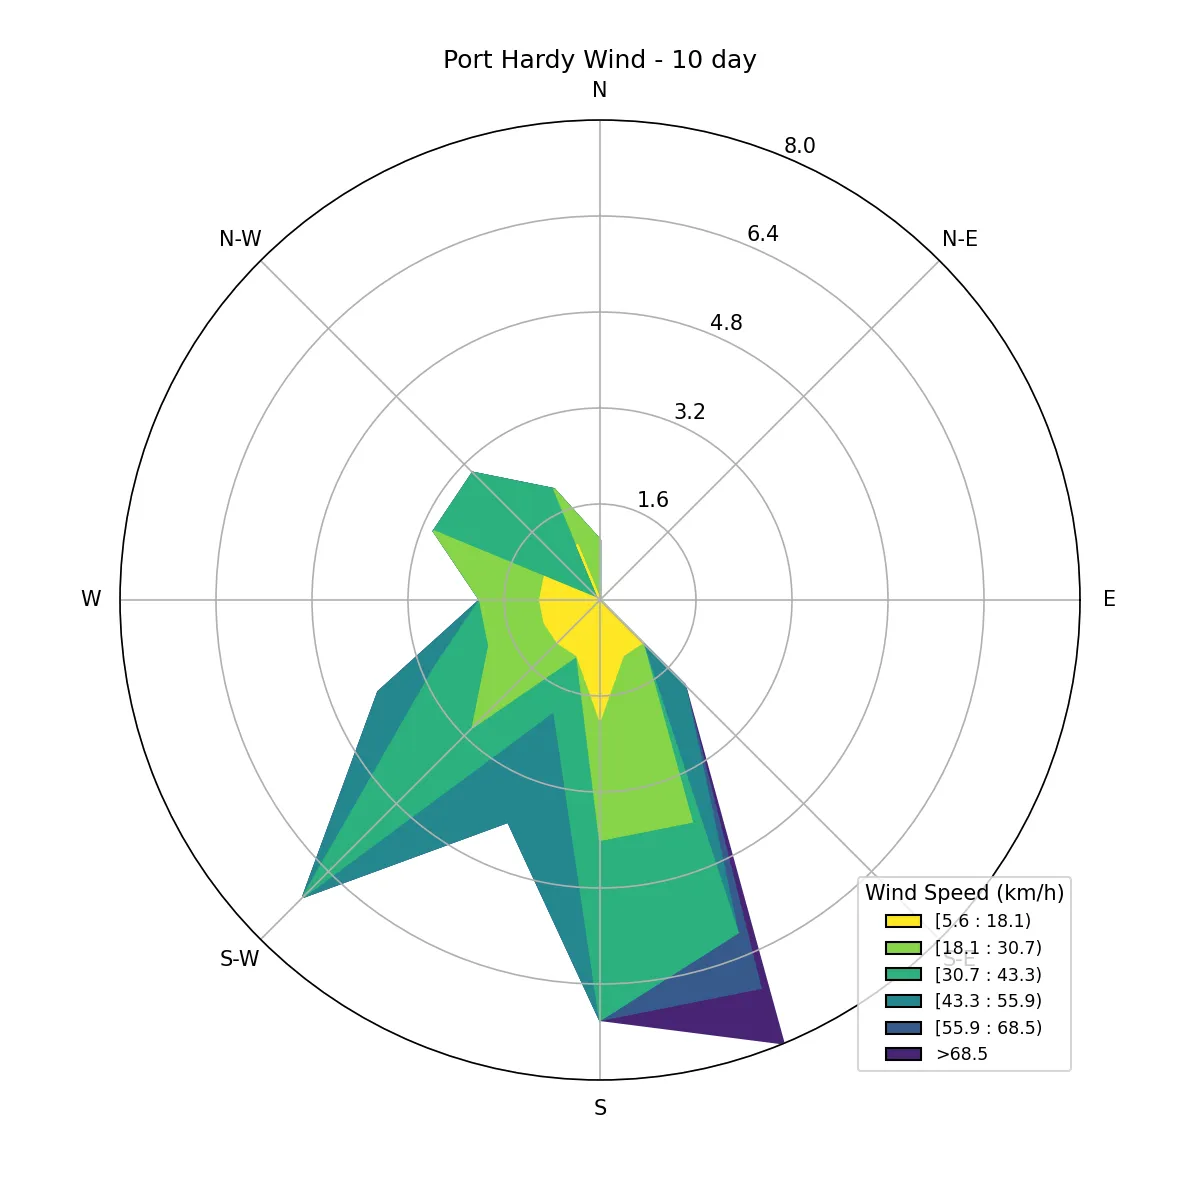 Port Hardy Wind - 10 day
N
8.0
N-W
6.4
N-E
4.8
3.2
1.6
W
E
Wind Speed (km/h)
[5.6 : 18.1)
[18.1 : 30.7)
S-W
S-E
[30.7 : 43.3)
[43.3 : 55.9)
[55.9 : 68.5)
>68.5
S